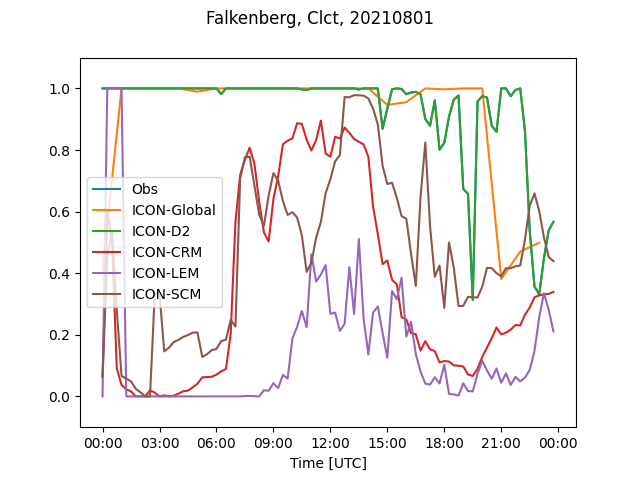 Falkenberg, Clct, 20210801
1.0
0.8
0.6
0.4
0.2
0.0
Obs
ICON-Global
ICON-D2
ICON-CRM
ICON-LEM
ICON-SCM
00:00 03:00 06:00 09:00 12:00 15:00 18:00 21:00 00:00
Time [UTC]